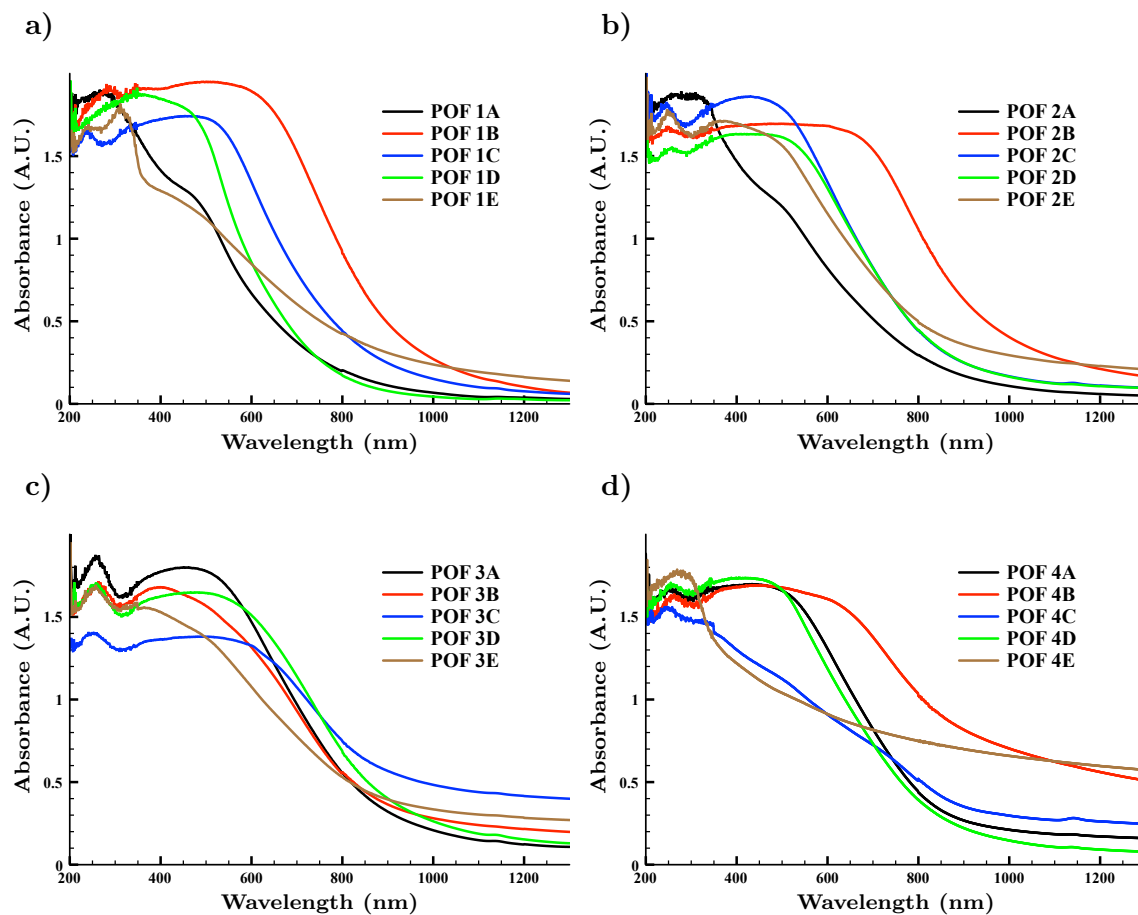 a)
Absorbance (A.U.)
1.5
1
0.5
0
POF 1A
POF 1B
POF 1C
POF 1D
POF 1E
200 400 600 800 1000 1200
Wavelength (nm)
b)
Absorbance (A.U.)
1.5
1
0.5
0
POF 2A
POF 2B
POF 2C
POF 2D
POF 2E
200 400 600 800 1000 1200
Wavelength (nm)
c)
Absorbance (A.U.)
1.5
1
0.5
0
POF 3A
POF 3B
POF 3C
POF 3D
POF 3E
200 400 600 800 1000 1200
Wavelength (nm)
d)
Absorbance (A.U.)
1.5
1
0.5
0
POF 4A
POF 4B
POF 4C
POF 4D
POF 4E
200 400 600 800 1000 1200
Wavelength (nm)